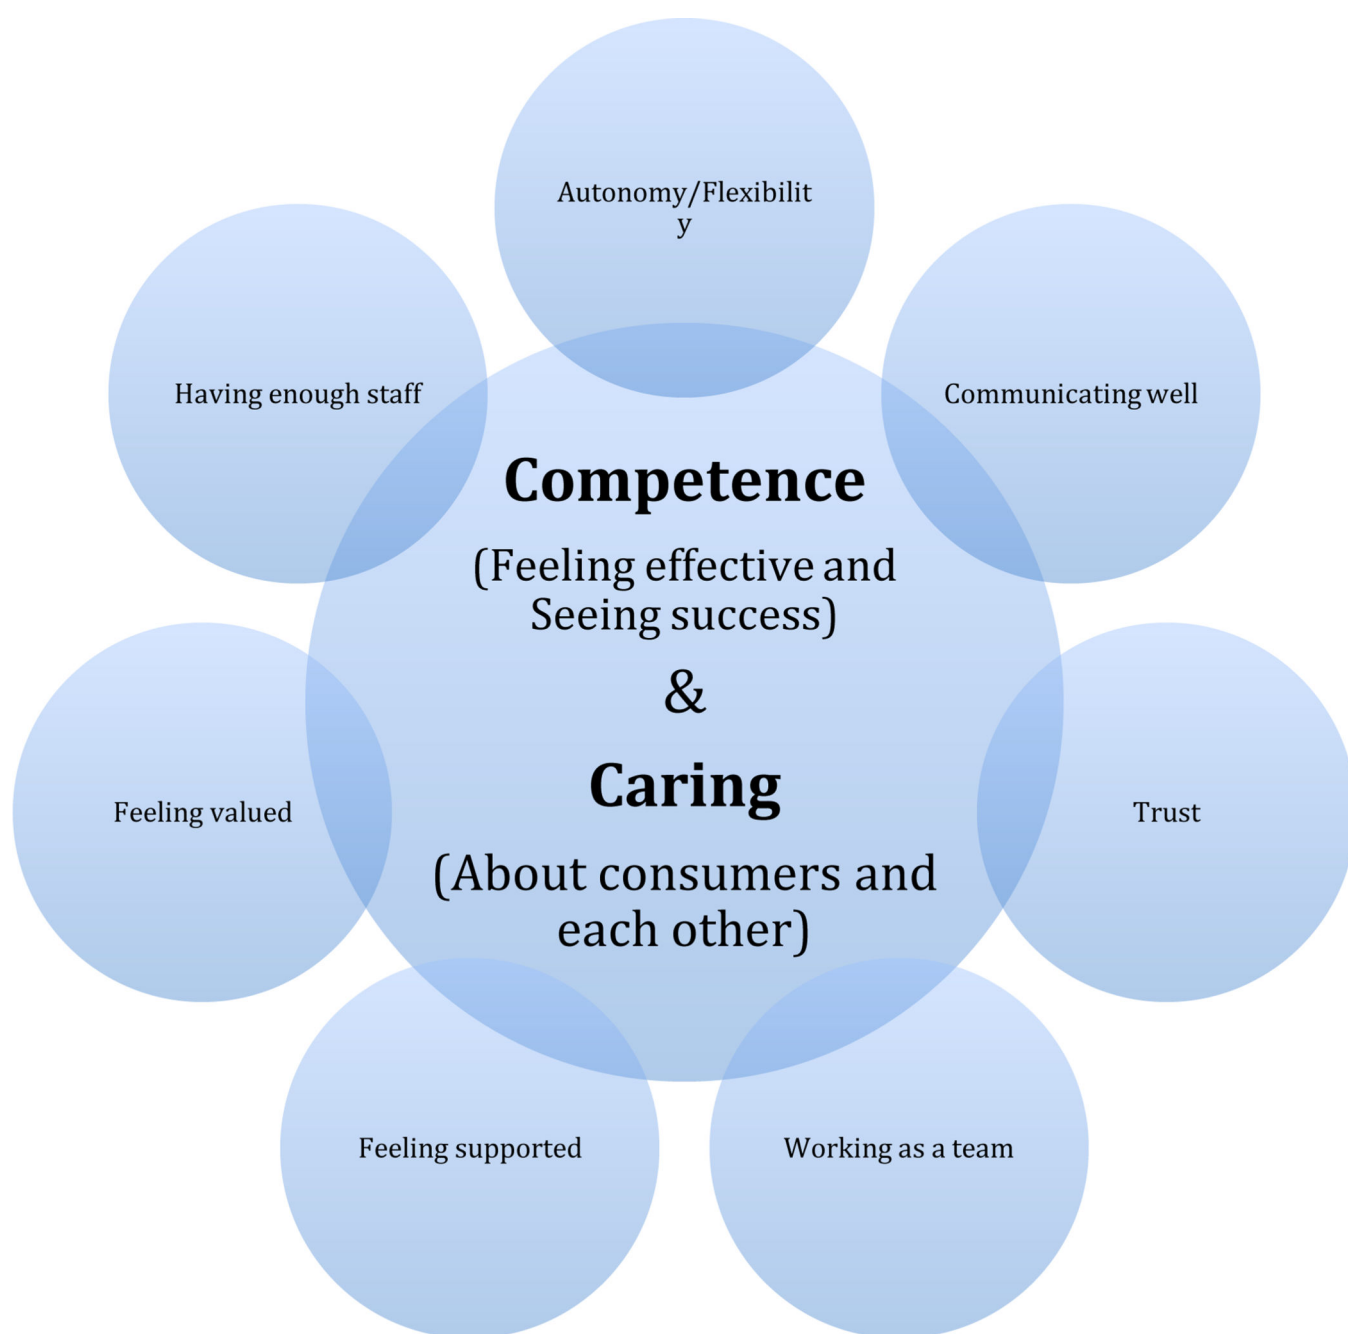 Autonomy/Flexibilit
y
Having enough staff
Communicating well
Competence
(Feeling effective and
Seeing success)
&
Caring
(About consumers and
each other)
Feeling valued
Trust
Feeling supported
Working as a team